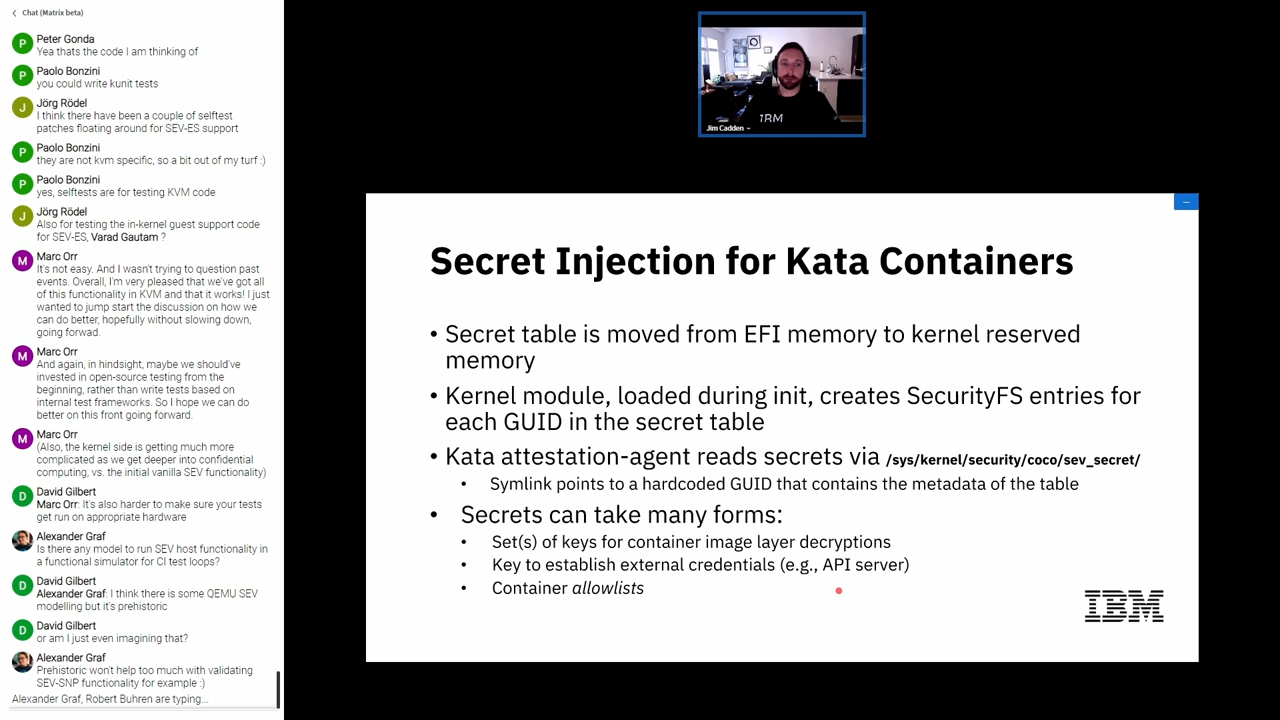 Chat (Matrix beta)
P
Peter Gonda
Yea thats the code I am thinking of
P
Paolo Bonzini
you could write kunit tests
J
Jörg Rödel
I think there have been a couple of selftest
patches floating around for SEV-ES support
P
Paolo Bonzini
they are not kvm specific, so a bit out of my turf :)
P
Paolo Bonzini
yes, selftests are for testing KVM code
J
Jörg Rödel
Also for testing the in-kernel guest support code
for SEV-ES, Varad Gautam ?
M
Marc Orr
It's not easy. And I wasn't trying to question past
events. Overall, I'm very pleased that we've got all
of this functionality in KVM and that it works! I just
wanted to jump start the discussion on how we
can do better, hopefully without slowing down,
going forwad.
M
Marc Orr
And again, in hindsight, maybe we should've
invested in open-source testing from the
beginning, rather than write tests based on
internal test frameworks. So I hope we can do
better on this front going forward.
M
Marc Orr
(Also, the kernel side is getting much more
complicated as we get deeper into confidential
computing, vs. the initial vanilla SEV functionality)
D
David Gilbert
Marc Orr: It's also harder to make sure your tests
get run on appropriate hardware
Alexander Graf
Is there any model to run SEV host functionality in
a functional simulator for CI test loops?
D
David Gilbert
Alexander Graf: I think there is some QEMU SEV
modelling but it's prehistoric
D
David Gilbert
or am I just even imagining that?
Alexander Graf
Prehistoric won't help too much with validating
SEV-SNP functionality for example :)
Alexander Graf, Robert Buhren are typing...
IBM
Jim Cadden
Secret Injection for Kata Containers
• Secret table is moved from EFI memory to kernel reserved
memory
• Kernel module, loaded during init, creates SecurityFS entries for
each GUID in the secret table
• Kata attestation-agent reads secrets via /sys/kernel/security/coco/sev_secret/
• Symlink points to a hardcoded GUID that contains the metadata of the table
• Secrets can take many forms:
• Set(s) of keys for container image layer decryptions
• Key to establish external credentials (e.g., API server)
• Container allowlists
IBM